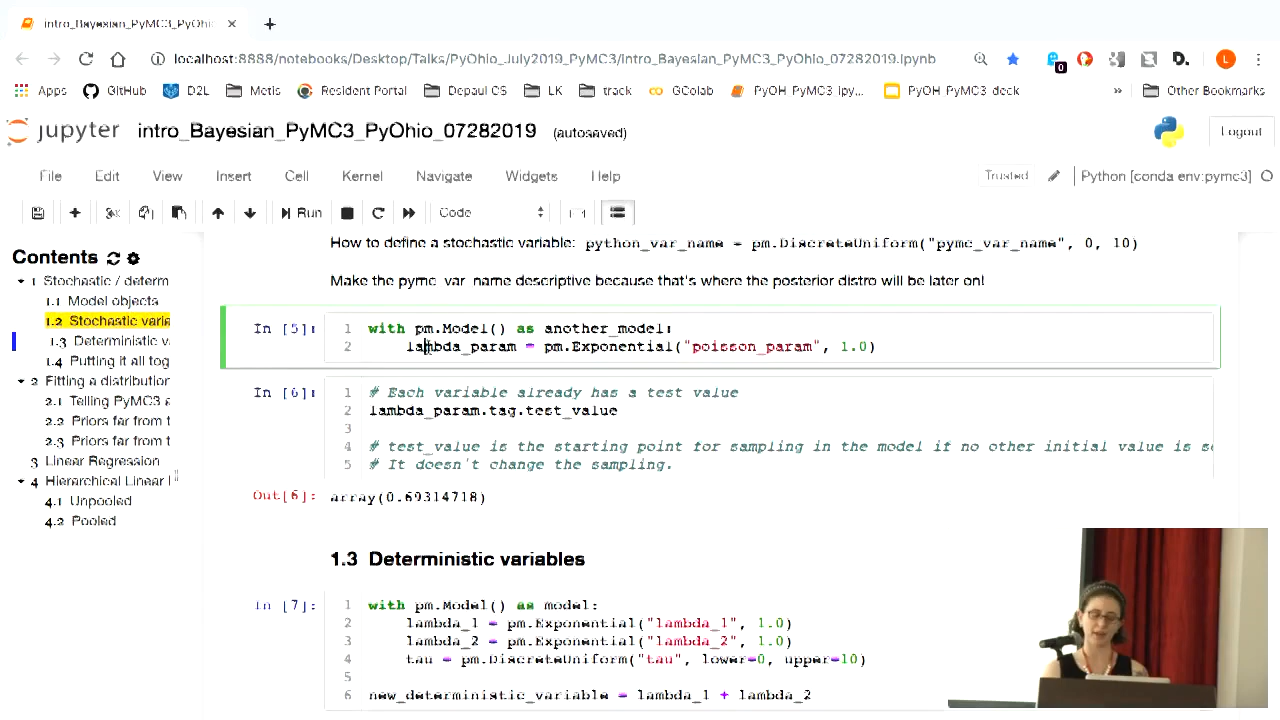 intro_Bayesian_PyMC3_PyOhi
localhost:8888/notebooks/Desktop/Talks/PyOhio_July2019_PyMC3/intro_Bayesian_PyMC3_PyOhio_07282019.ipynb
0
D.
L
Apps GitHub D2L Metis Resident Portal Depaul CS LK track GColab PyOH PyMC3 ipy... PyOH PyMC3 deck » Other Bookmarks
jupyter intro_Bayesian_PyMC3_PyOhio_07282019 (autosaved) Logout
File Edit View Insert Cell Kernel Navigate Widgets Help Trusted Python [conda env:pymc3]
Run Code
Contents
1 Stochastic / determ
1.1 Model objects
1.2 Stochastic varia
1.3 Deterministic v
1.4 Putting it all tog
2 Fitting a distribution
2.1 Telling PyMC3 a
2.2 Priors far from t
2.3 Priors far from t
3 Linear Regression
4 Hierarchical Linear
4.1 Unpooled
4.2 Pooled
How to define a stochastic variable: python_var_name = pm.DiscreteUniform("pymc_var_name", 0, 10)
Make the pymc_var_name descriptive because that's where the posterior distro will be later on!
In [5]: 1 with pm.Model() as another_model:
2 lambda_param = pm.Exponential("poisson_param", 1.0)
In [6]: 1 # Each variable already has a test value
2 lambda_param.tag.test_value
3
4 # test_value is the starting point for sampling in the model if no other initial value is se
5 # It doesn't change the sampling.
Out[6]: array(0.69314718)
1.3 Deterministic variables
In [7]: 1 with pm.Model() as model:
2 lambda_1 = pm.Exponential("lambda_1", 1.0)
3 lambda_2 = pm.Exponential("lambda_2", 1.0)
4 tau = pm.DiscreteUniform("tau", lower=0, upper=10)
5
6 new_deterministic_variable = lambda_1 + lambda_2